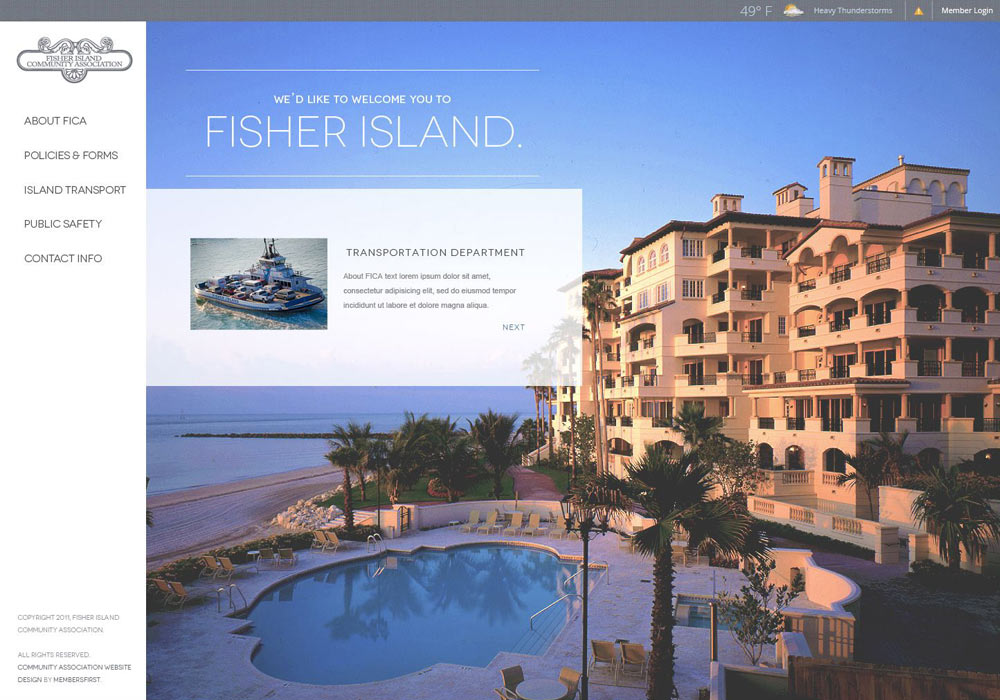 49° F Heavy Thunderstorms Member Login
FISHER ISLAND
COMMUNITY ASSOCIATION
ABOUT FICA
POLICIES & FORMS
ISLAND TRANSPORT
PUBLIC SAFETY
CONTACT INFO
WE'D LIKE TO WELCOME YOU TO
FISHER ISLAND.
TRANSPORTATION DEPARTMENT
About FICA text lorem ipsum dolor sit amet,
consectetur adipisicing elit, sed do eiusmod tempor
incididunt ut labore et dolore magna aliqua.
NEXT
COPYRIGHT 2011, FISHER ISLAND
COMMUNITY ASSOCIATION.
ALL RIGHTS RESERVED.
COMMUNITY ASSOCIATION WEBSITE
DESIGN BY MEMBERSFIRST.